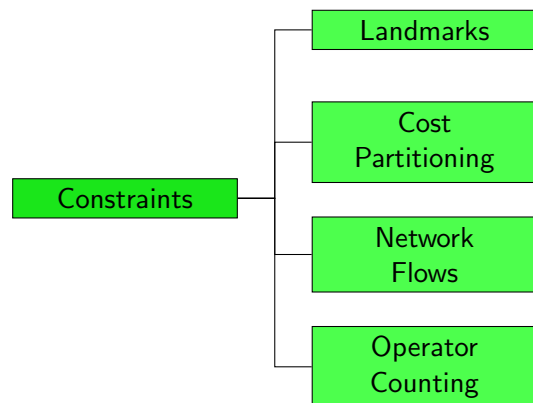 Landmarks
Cost
Partitioning
Constraints
Network
Flows
Operator
Counting